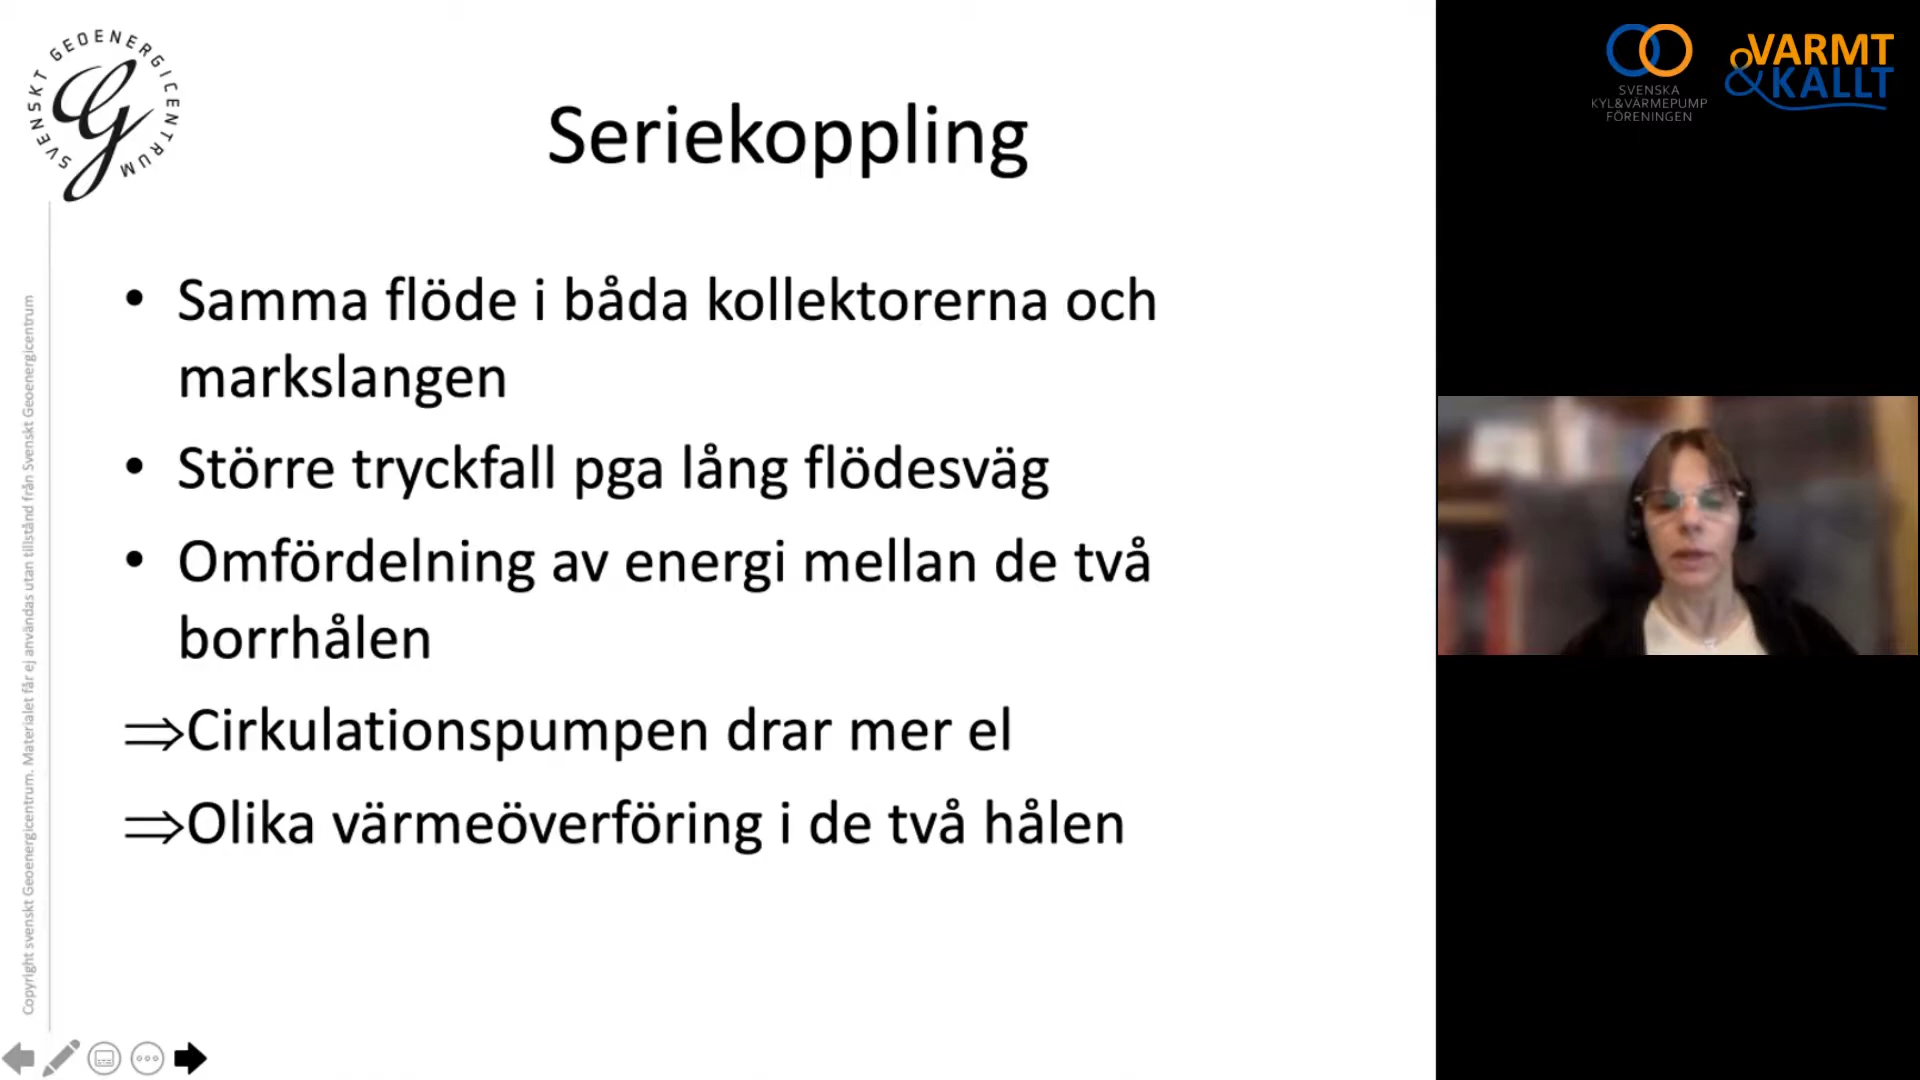 SVENSKT GEOENERGICENTRUM
Seriekoppling
• Samma flöde i båda kollektorerna och
markslangen
• Större tryckfall pga lång flödesväg
• Omfördelning av energi mellan de två
borrhålen
⇒Cirkulationspumpen drar mer el
⇒Olika värmeöverföring i de två hålen
Copyright svenskt Geoenergicentrum. Materialet får ej användas utan tillstånd från Svenskt Geoenergicentrum
SVENSKA
KYL&VÄRMEPUMP
FÖRENINGEN
VARMT
&KALLT